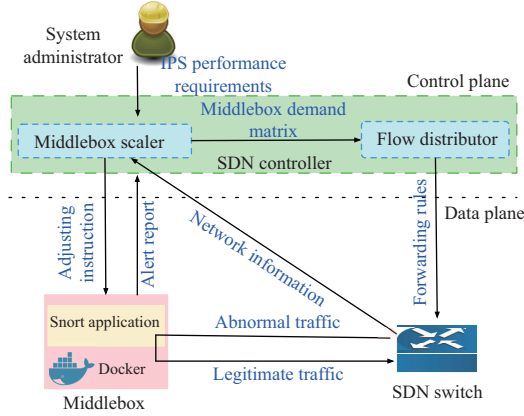 System
administrator
IPS performance
requirements
Control plane
Middlebox demand
matrix
Middlebox scaler
Flow distributor
SDN controller
Data plane
Adjusting
instruction
Alert report
Network information
Forwarding rules
Snort application
Docker
Abnormal traffic
Legitimate traffic
Middlebox
SDN switch